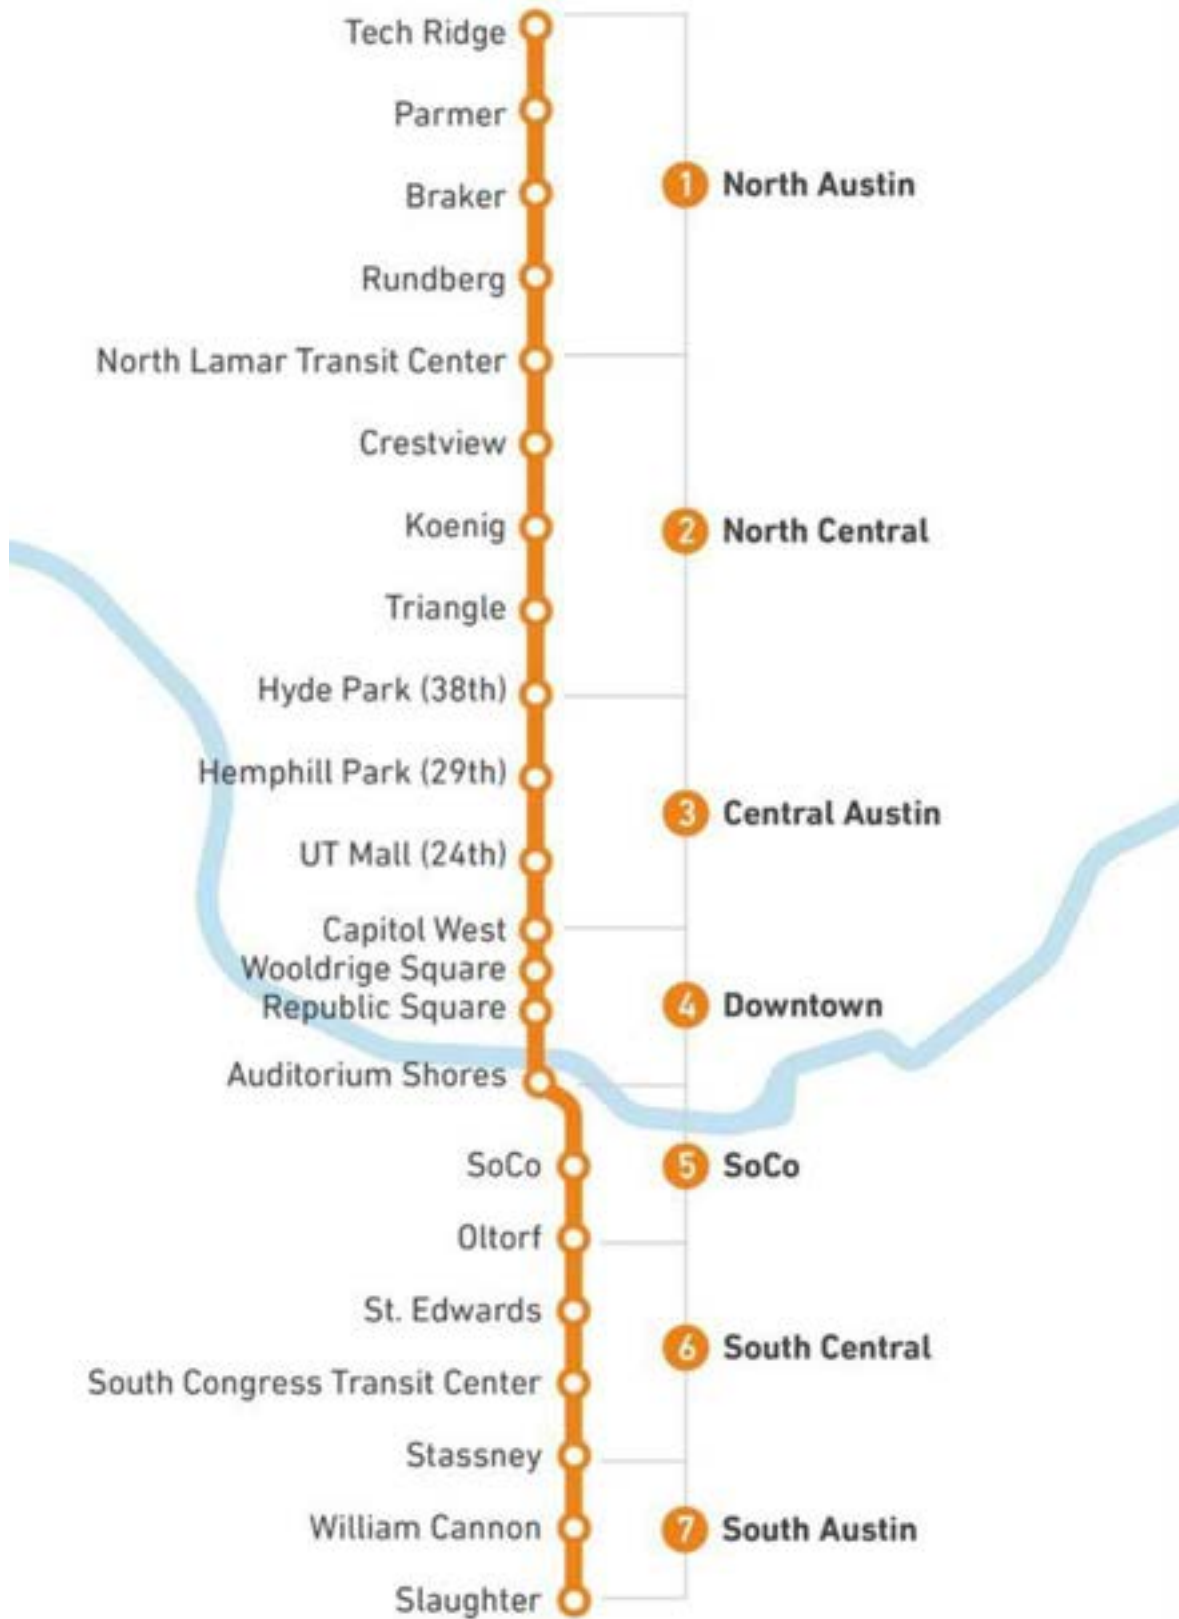 Tech Ridge
Parmer
1 North Austin
Braker
Rundberg
North Lamar Transit Center
Crestview
Koenig
2 North Central
Triangle
Hyde Park (38th)
Hemphill Park (29th)
3 Central Austin
UT Mall (24th)
Capitol West
Wooldrige Square
Republic Square
4 Downtown
Auditorium Shores
SoCo
5 SoCo
Oltorf
St. Edwards
6 South Central
South Congress Transit Center
Stassney
William Cannon
7 South Austin
Slaughter